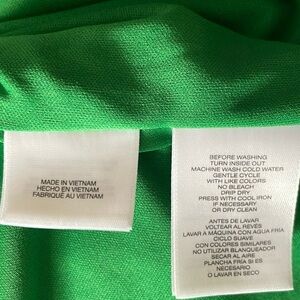 MADE IN VIETNAM
HECHO EN VIETNAM
FABRIQUÉ AU VIETNAM
BEFORE WASHING
TURN INSIDE OUT
MACHINE WASH COLD WATER
GENTLE CYCLE
WITH LIKE COLORS
NO BLEACH
DRIP DRY
PRESS WITH COOL IRON
IF NECESSARY
OR DRY CLEAN
ANTES DE LAVAR
VOLTEAR AL REVÉS
LAVAR A MÁQUINA CON AGUA FRIA
CICLO SUAVE
CON COLORES SIMILARES
NO UTILIZAR BLANQUEADOR
SECAR AL AIRE
PLANCHA FRIA SI ES
NECESARIO
O LAVAR EN SECO